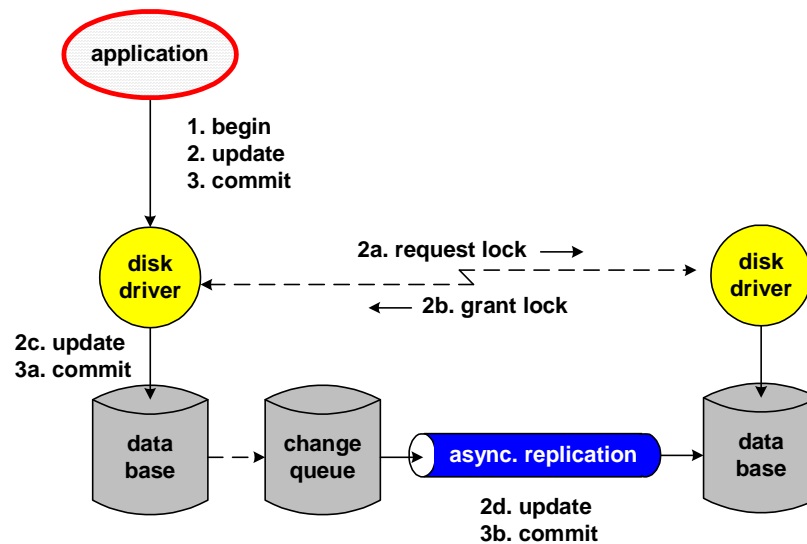 application
1. begin
2. update
3. commit
2a. request lock
disk
driver
disk
driver
2b. grant lock
2c. update
3a. commit
data
base
change
queue
async. replication
data
base
2d. update
3b. commit